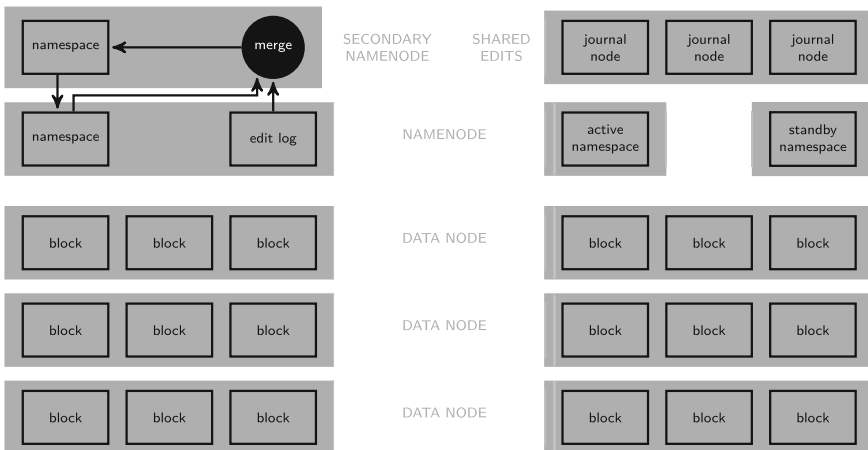 namespace
merge
SECONDARY
NAMENODE
SHARED
EDITS
journal
node
journal
node
journal
node
namespace
edit log
NAMENODE
active
namespace
standby
namespace
block
block
block
DATA NODE
block
block
block
block
block
block
DATA NODE
block
block
block
block
block
block
DATA NODE
block
block
block